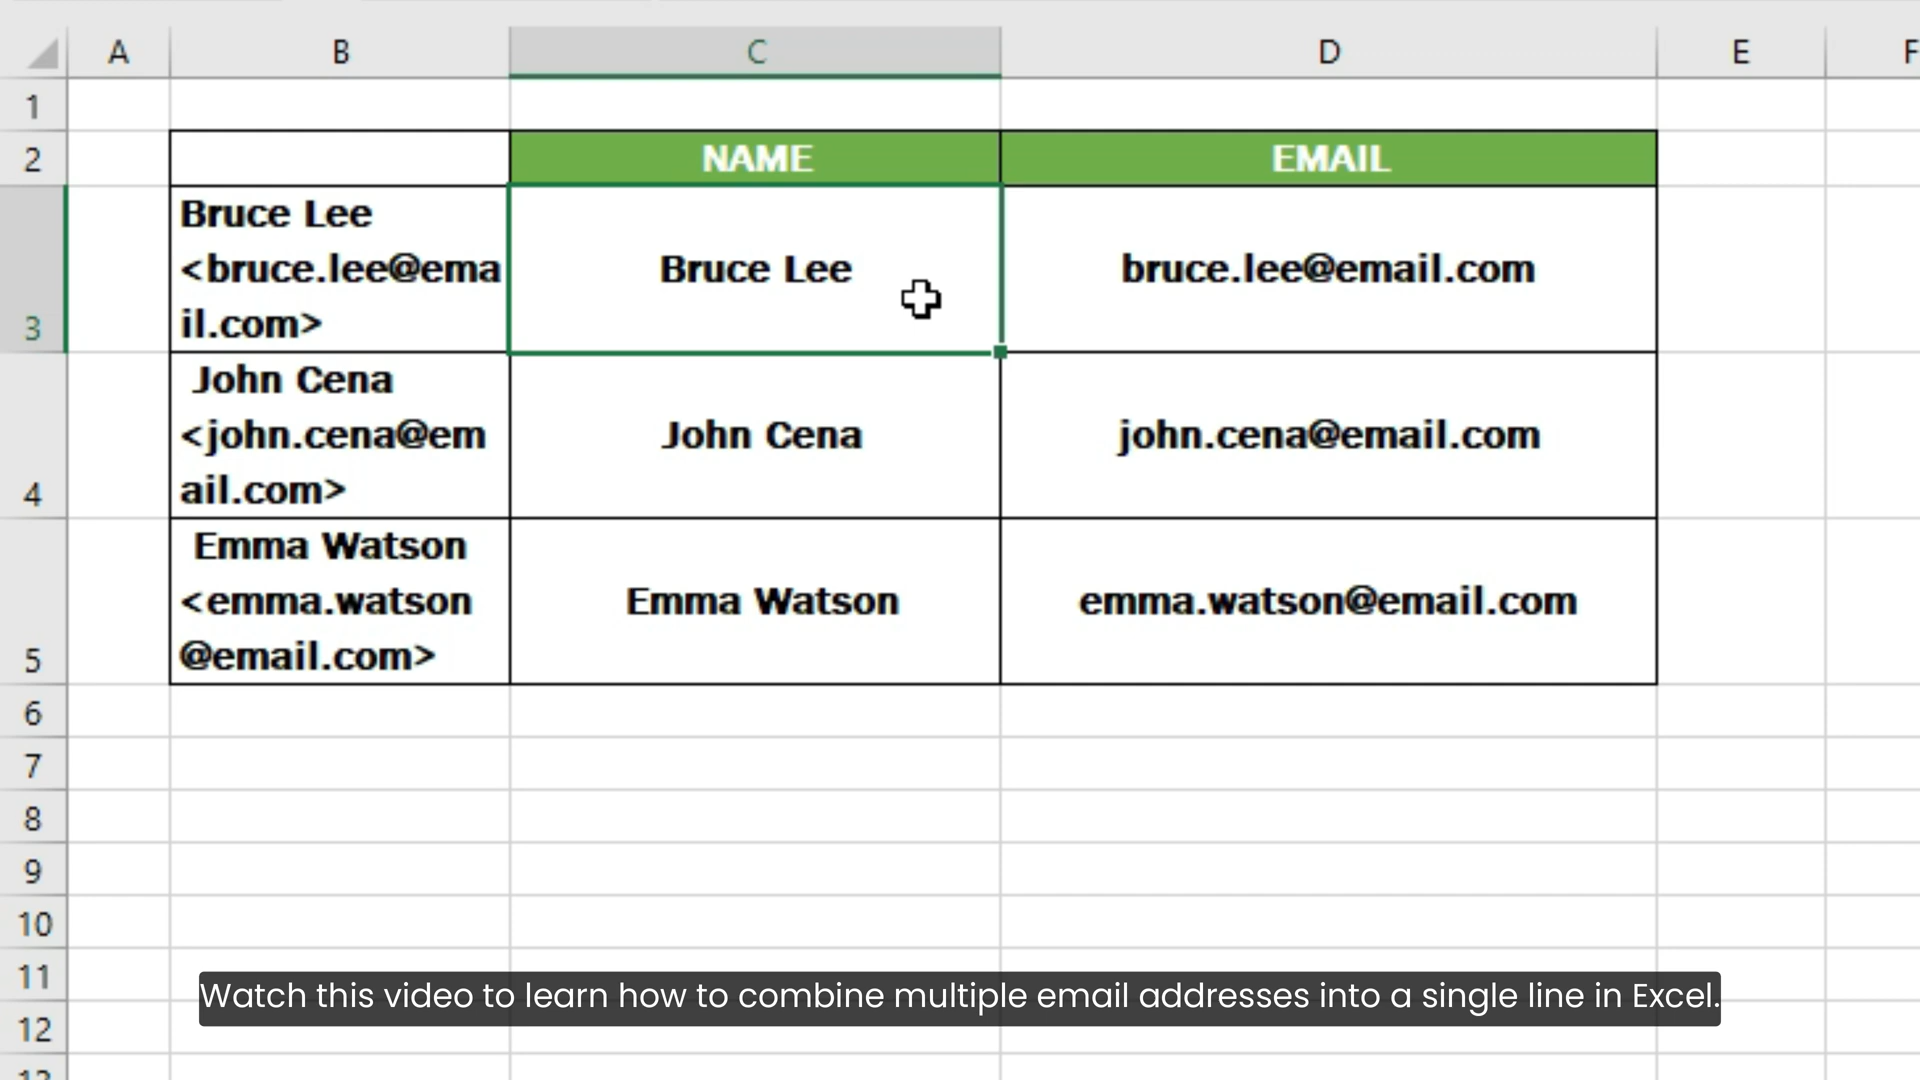 A B C D E F
1
2 NAME EMAIL
Bruce Lee
<bruce.lee@ema
il.com>
3 Bruce Lee bruce.lee@email.com
John Cena
<john.cena@em
ail.com>
4 John Cena john.cena@email.com
Emma Watson
<emma.watson
@email.com>
5 Emma Watson emma.watson@email.com
6
7
8
9
10
11
Watch this video to learn how to combine multiple email addresses into a single line in Excel.
12
13